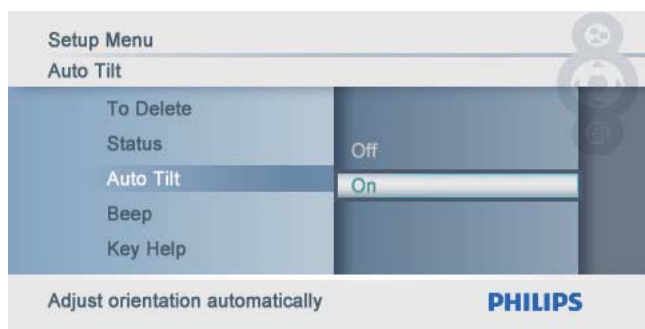 Setup Menu
Auto Tilt
To Delete
Status
Auto Tilt
Beep
Key Help
Off
On
Adjust orientation automatically
PHILIPS